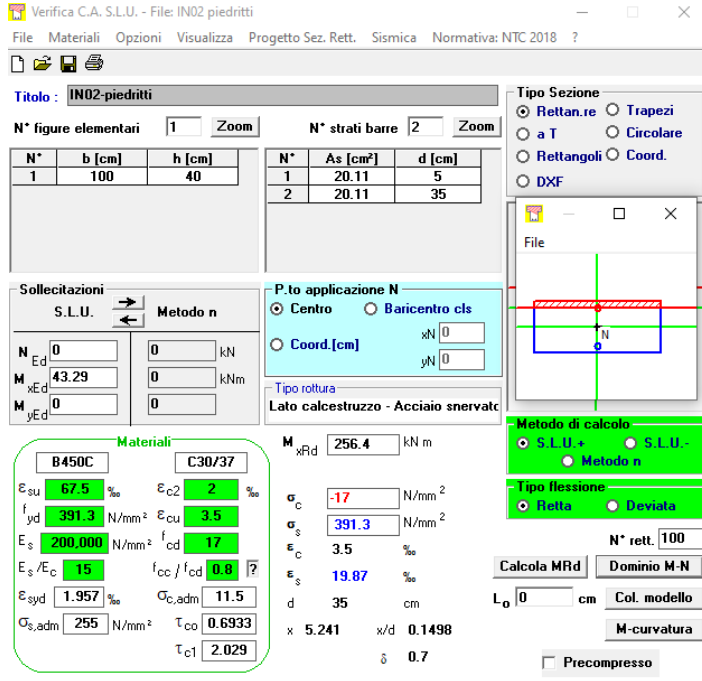 Verifica C.A. S.L.U. - File: IN02 piedritti
File Materiali Opzioni Visualizza Progetto Sez. Rett. Sismica Normativa: NTC 2018 ?
Titolo : IN02-piedritti
N° figure elementari 1 Zoom N° strati barre 2 Zoom
N° b [cm] h [cm]
1 100 40
N° As [cm²] d [cm]
1 20.11 5
2 20.11 35
Tipo Sezione
Rettan.re Trapezi
a T Circolare
Rettangoli Coord.
DXF
File
N
Sollecitazioni
S.L.U. Metodo n
N Ed 0 0 kN
M xEd 43.29 0 kNm
M yEd 0 0
P.to applicazione N
Centro Baricentro cls
Coord.[cm] xN 0
yN 0
Tipo rottura
Lato calcestruzzo - Acciaio snervato
Metodo di calcolo
S.L.U.+ S.L.U.-
Metodo n
Tipo flessione
Retta Deviata
Materiali
B450C C30/37
εsu 67.5 ‰ εc2 2 ‰
fyd 391.3 N/mm² εcu 3.5
Es 200,000 N/mm² fcd 17
Es/Ec 15 fcc / fcd 0.8 ?
εsyd 1.957 ‰ σc,adm 11.5
σs,adm 255 N/mm² τco 0.6933
τc1 2.029
M xRd 256.4 kN m
σc -17 N/mm²
σs 391.3 N/mm²
εc 3.5 ‰
εs 19.87 ‰
d 35 cm
x 5.241 x/d 0.1498
δ 0.7
N° rett. 100
Calcola MRd Dominio M-N
Lo 0 cm Col. modello
M-curvatura
Precompresso